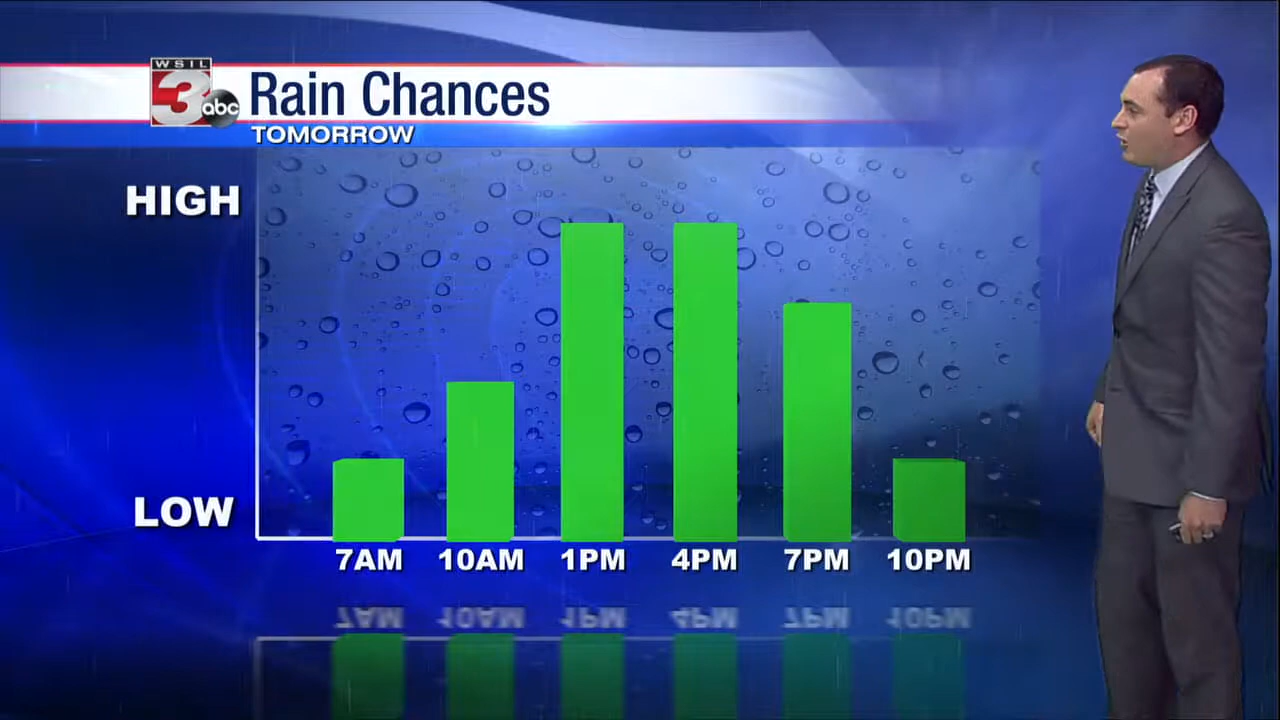 WSIL
3
abc
Rain Chances
TOMORROW
HIGH
LOW
7AM 10AM 1PM 4PM 7PM 10PM